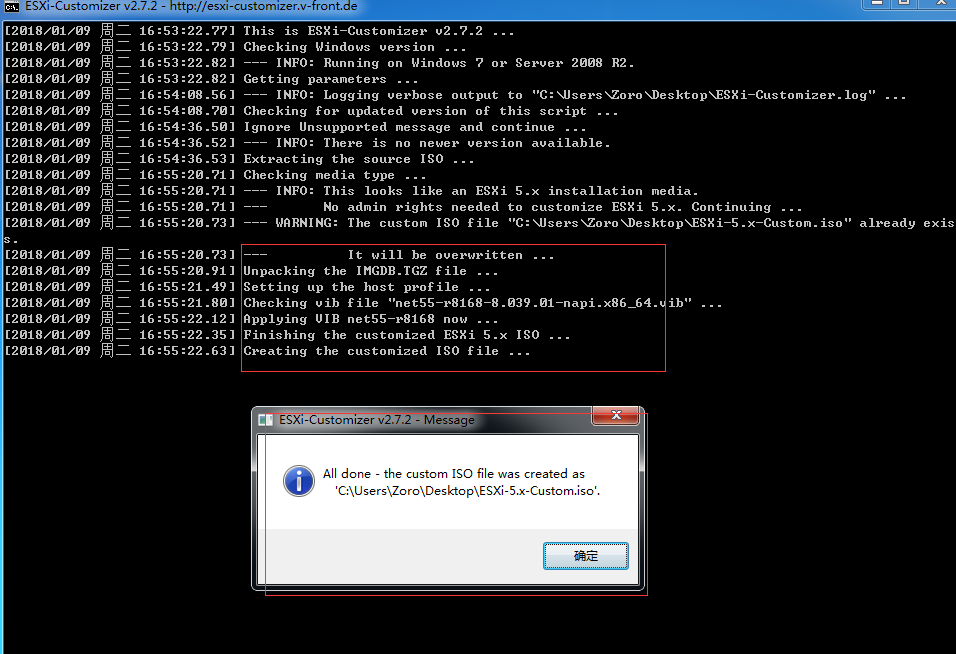 ESXi-Customizer v2.7.2 - http://esxi-customizer.v-front.de
[2018/01/09 周二 16:53:22.77] This is ESXi-Customizer v2.7.2 ...
[2018/01/09 周二 16:53:22.79] Checking Windows version ...
[2018/01/09 周二 16:53:22.82] --- INFO: Running on Windows 7 or Server 2008 R2.
[2018/01/09 周二 16:53:22.82] Getting parameters ...
[2018/01/09 周二 16:54:08.56] --- INFO: Logging verbose output to "C:\Users\Zoro\Desktop\ESXi-Customizer.log" ...
[2018/01/09 周二 16:54:08.70] Checking for updated version of this script ...
[2018/01/09 周二 16:54:36.50] Ignore Unsupported message and continue ...
[2018/01/09 周二 16:54:36.52] --- INFO: There is no newer version available.
[2018/01/09 周二 16:54:36.53] Extracting the source ISO ...
[2018/01/09 周二 16:55:20.71] Checking media type ...
[2018/01/09 周二 16:55:20.71] --- INFO: This looks like an ESXi 5.x installation media.
[2018/01/09 周二 16:55:20.71] ---       No admin rights needed to customize ESXi 5.x. Continuing ...
[2018/01/09 周二 16:55:20.73] --- WARNING: The custom ISO file "C:\Users\Zoro\Desktop\ESXi-5.x-Custom.iso" already exis
s.
[2018/01/09 周二 16:55:20.73] ---          It will be overwritten ...
[2018/01/09 周二 16:55:20.91] Unpacking the IMGDB.TGZ file ...
[2018/01/09 周二 16:55:21.49] Setting up the host profile ...
[2018/01/09 周二 16:55:21.80] Checking vib file "net55-r8168-8.039.01-napi.x86_64.vib" ...
[2018/01/09 周二 16:55:22.12] Applying VIB net55-r8168 now ...
[2018/01/09 周二 16:55:22.35] Finishing the customized ESXi 5.x ISO ...
[2018/01/09 周二 16:55:22.63] Creating the customized ISO file ...
ESXi-Customizer v2.7.2 - Message
All done - the custom ISO file was created as
'C:\Users\Zoro\Desktop\ESXi-5.x-Custom.iso'.
确定